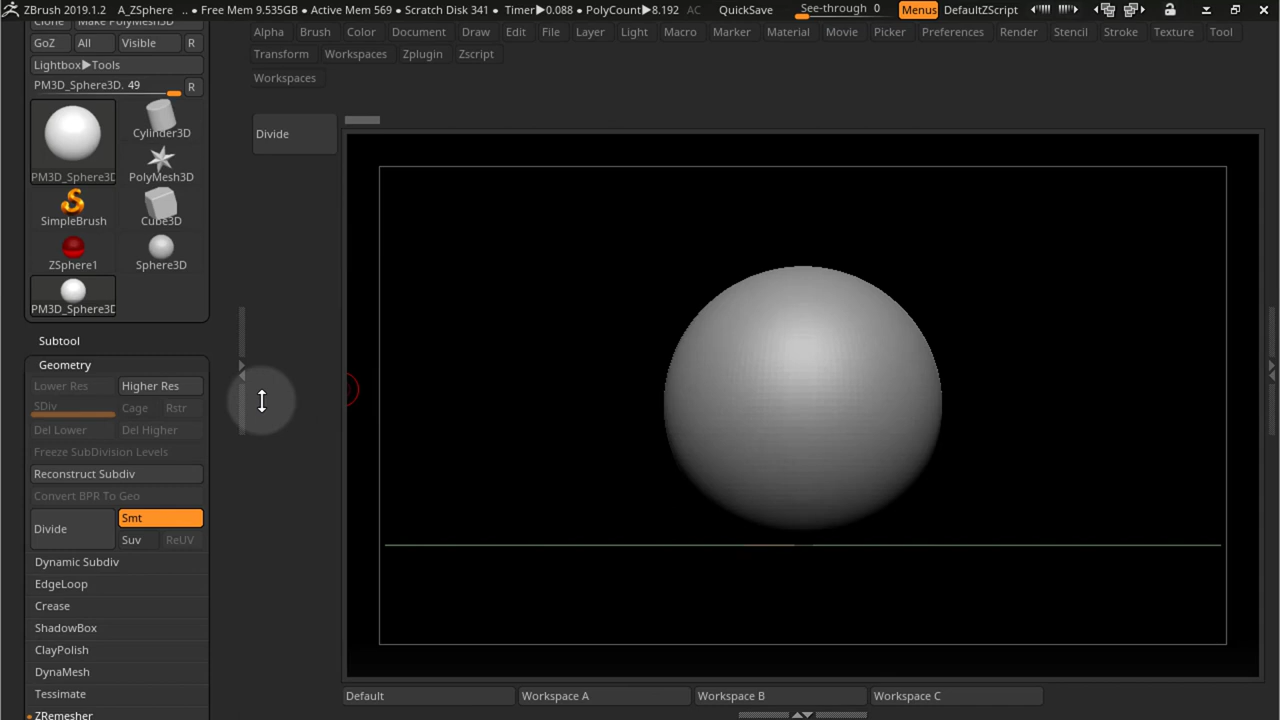 ZBrush 2019.1.2 A_ZSphere .. • Free Mem 9.535GB • Active Mem 569 • Scratch Disk 341 • Timer▶0.088 • PolyCount▶8.192 AC QuickSave See-through 0 Menus DefaultZScript
Clone Make PolyMesh3D
GoZ All Visible R
Lightbox▶Tools
PM3D_Sphere3D. 49 R
PM3D_Sphere3D
Cylinder3D
PolyMesh3D
SimpleBrush
Cube3D
ZSphere1
Sphere3D
PM3D_Sphere3D
Subtool
Geometry
Lower Res Higher Res
SDiv Cage Rstr
Del Lower Del Higher
Freeze SubDivision Levels
Reconstruct Subdiv
Convert BPR To Geo
Divide
Smt
Suv ReUV
Dynamic Subdiv
EdgeLoop
Crease
ShadowBox
ClayPolish
DynaMesh
Tessimate
ZRemesher
Alpha Brush Color Document Draw Edit File Layer Light Macro Marker Material Movie Picker Preferences Render Stencil Stroke Texture Tool
Transform Workspaces Zplugin Zscript
Workspaces
Divide
Default Workspace A Workspace B Workspace C